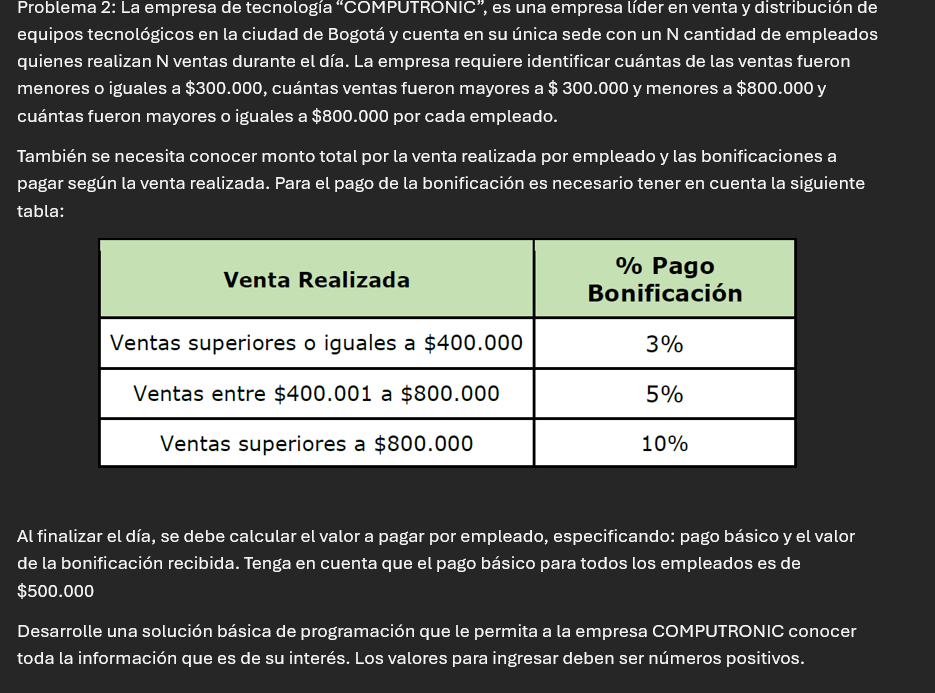 Problema 2: La empresa de tecnología “COMPUTRONIC”, es una empresa líder en venta y distribución de
equipos tecnológicos en la ciudad de Bogotá y cuenta en su única sede con un N cantidad de empleados
quienes realizan N ventas durante el día. La empresa requiere identificar cuántas de las ventas fueron
menores o iguales a $300.000, cuántas ventas fueron mayores a $ 300.000 y menores a $800.000 y
cuántas fueron mayores o iguales a $800.000 por cada empleado.
También se necesita conocer monto total por la venta realizada por empleado y las bonificaciones a
pagar según la venta realizada. Para el pago de la bonificación es necesario tener en cuenta la siguiente
tabla:
Venta Realizada
% Pago
Bonificación
Ventas superiores o iguales a $400.000
3%
Ventas entre $400.001 a $800.000
5%
Ventas superiores a $800.000
10%
Al finalizar el día, se debe calcular el valor a pagar por empleado, especificando: pago básico y el valor
de la bonificación recibida. Tenga en cuenta que el pago básico para todos los empleados es de
$500.000
Desarrolle una solución básica de programación que le permita a la empresa COMPUTRONIC conocer
toda la información que es de su interés. Los valores para ingresar deben ser números positivos.